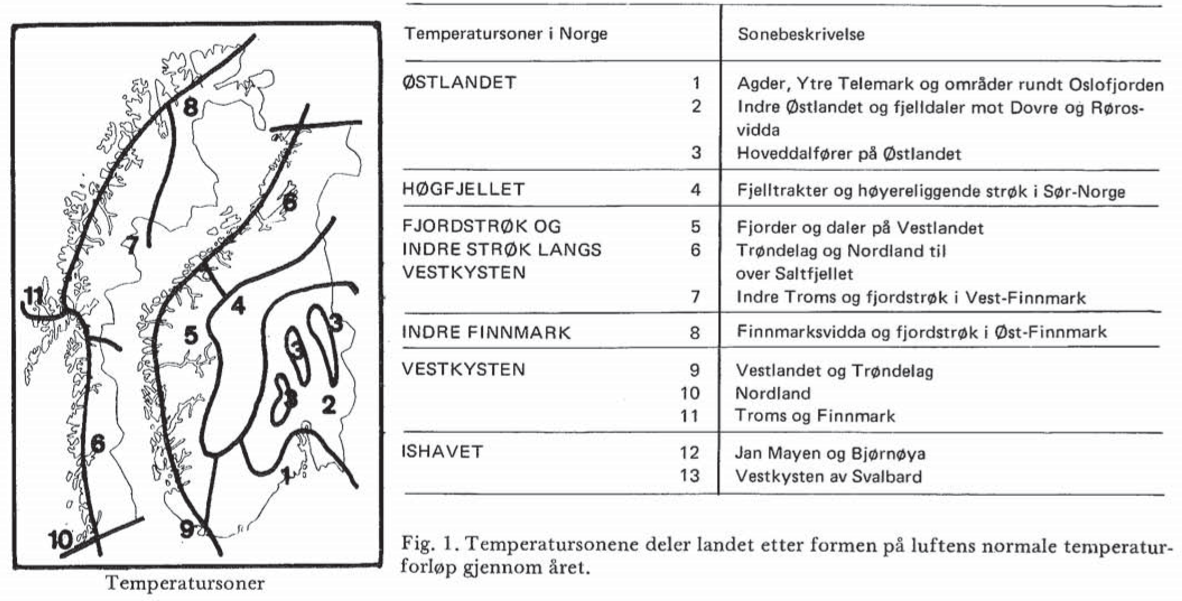 8
6
7
11
4
5
3
3
3
2
6
1
9
10
Temperatursoner
Temperatursoner i Norge Sonebeskrivelse
ØSTLANDET 1 Agder, Ytre Telemark og områder rundt Oslofjorden
2 Indre Østlandet og fjelldaler mot Dovre og Røros-
vidda
3 Hoveddalfører på Østlandet
HØGFJELLET 4 Fjelltrakter og høyereliggende strøk i Sør-Norge
FJORDSTRØK OG 5 Fjorder og daler på Vestlandet
INDRE STRØK LANGS 6 Trøndelag og Nordland til
VESTKYSTEN over Saltfjellet
7 Indre Troms og fjordstrøk i Vest-Finnmark
INDRE FINNMARK 8 Finnmarksvidda og fjordstrøk i Øst-Finnmark
VESTKYSTEN 9 Vestlandet og Trøndelag
10 Nordland
11 Troms og Finnmark
ISHAVET 12 Jan Mayen og Bjørnøya
13 Vestkysten av Svalbard
Fig. 1. Temperatursonene deler landet etter formen på luftens normale temperatur-
forløp gjennom året.